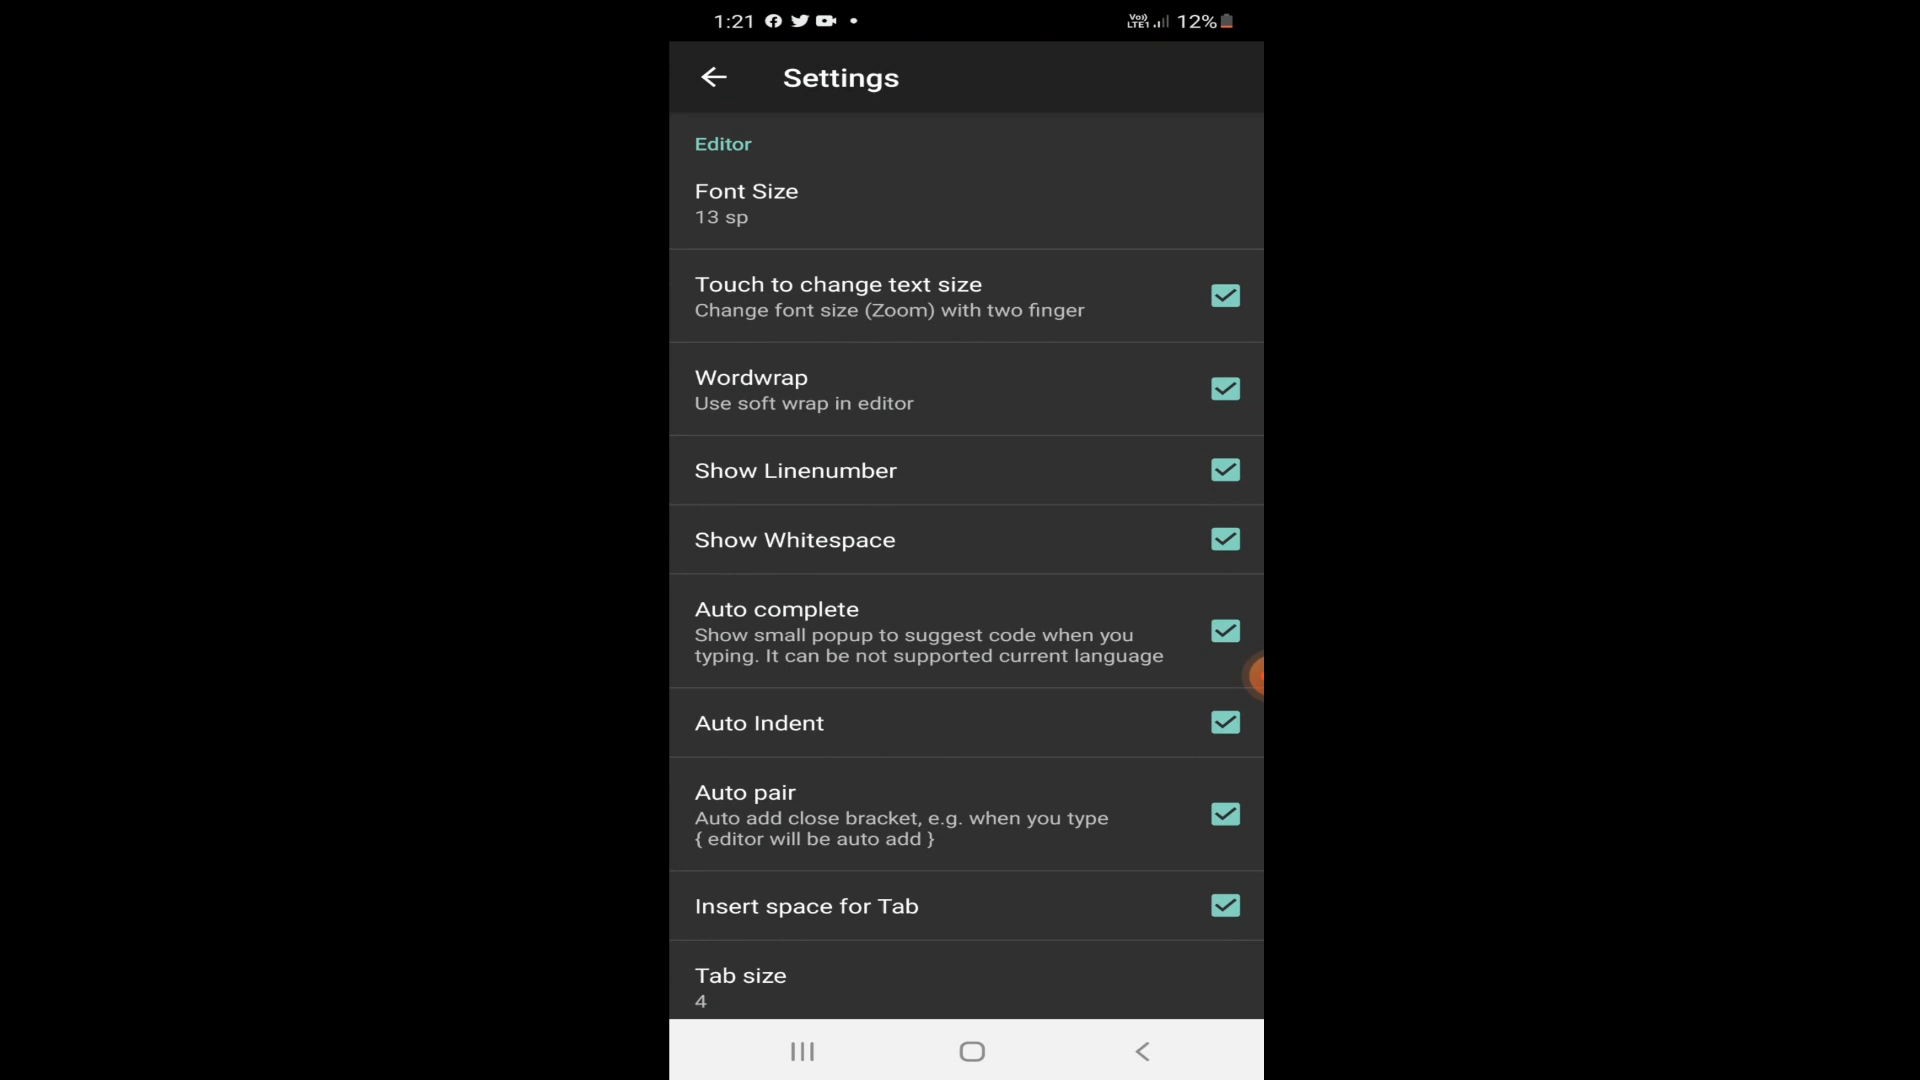 1:21
Vo)) LTE1 12%
Settings
Editor
Font Size
13 sp
Touch to change text size
Change font size (Zoom) with two finger
Wordwrap
Use soft wrap in editor
Show Linenumber
Show Whitespace
Auto complete
Show small popup to suggest code when you
typing. It can be not supported current language
Auto Indent
Auto pair
Auto add close bracket, e.g. when you type
{ editor will be auto add }
Insert space for Tab
Tab size
4